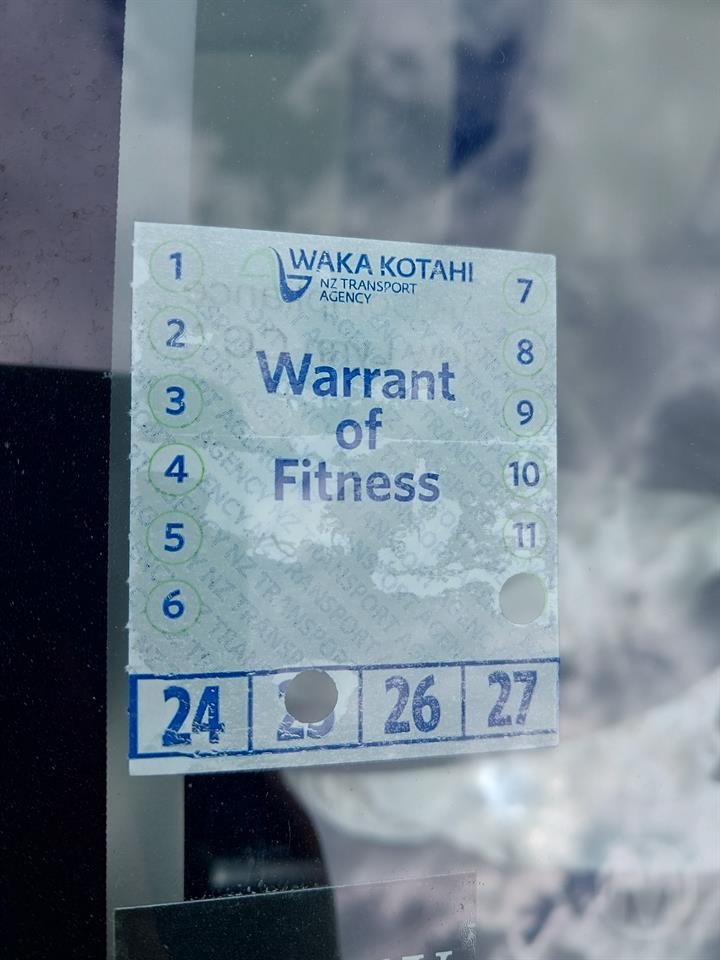 WAKA KOTAHI
NZ TRANSPORT
AGENCY
1
2
3
4
5
6
7
8
9
10
11
Warrant
of
Fitness
24 26 27